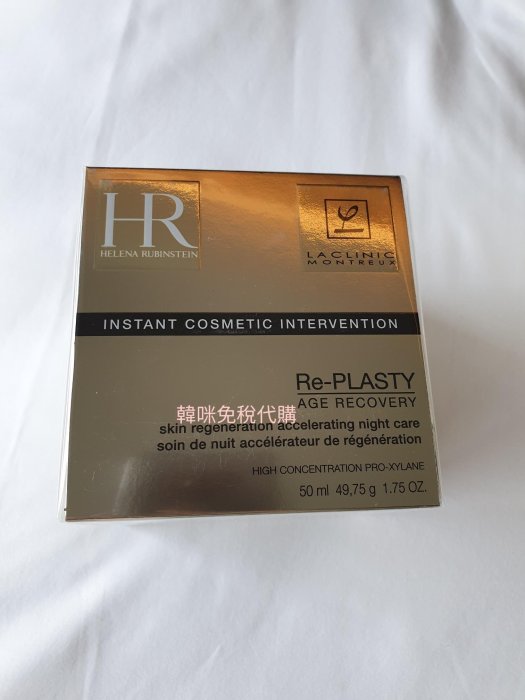 HR
HELENA RUBINSTEIN
LACLINIC
MONTREUX
INSTANT COSMETIC INTERVENTION
Re-PLASTY
AGE RECOVERY
韓咪免稅代購
skin regeneration accelerating night care
soin de nuit accélérateur de régénération
HIGH CONCENTRATION PRO-XYLANE
50 ml 49,75 g 1.75 OZ.